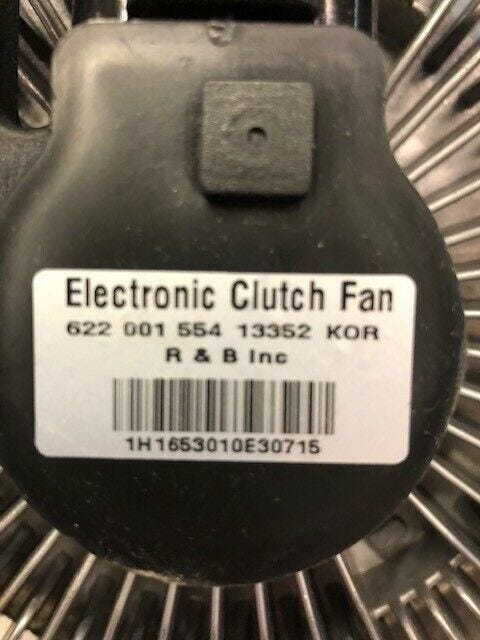 Electronic Clutch Fan
622 001 554 13352 KOR
R & B Inc
1H1653010E30715